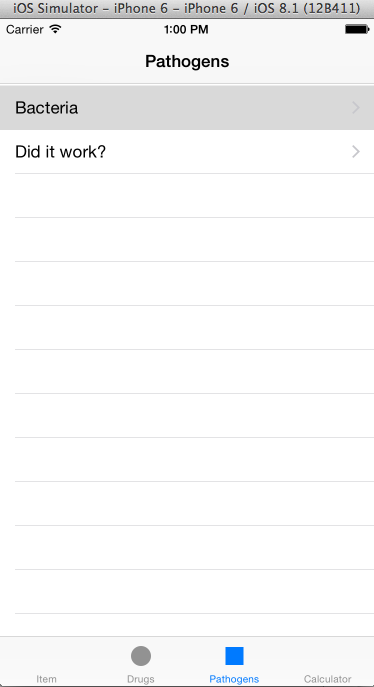 iOS Simulator - iPhone 6 - iPhone 6 / iOS 8.1 (12B411)
Carrier 1:00 PM
Pathogens
Bacteria
Did it work?
Item Drugs Pathogens Calculator